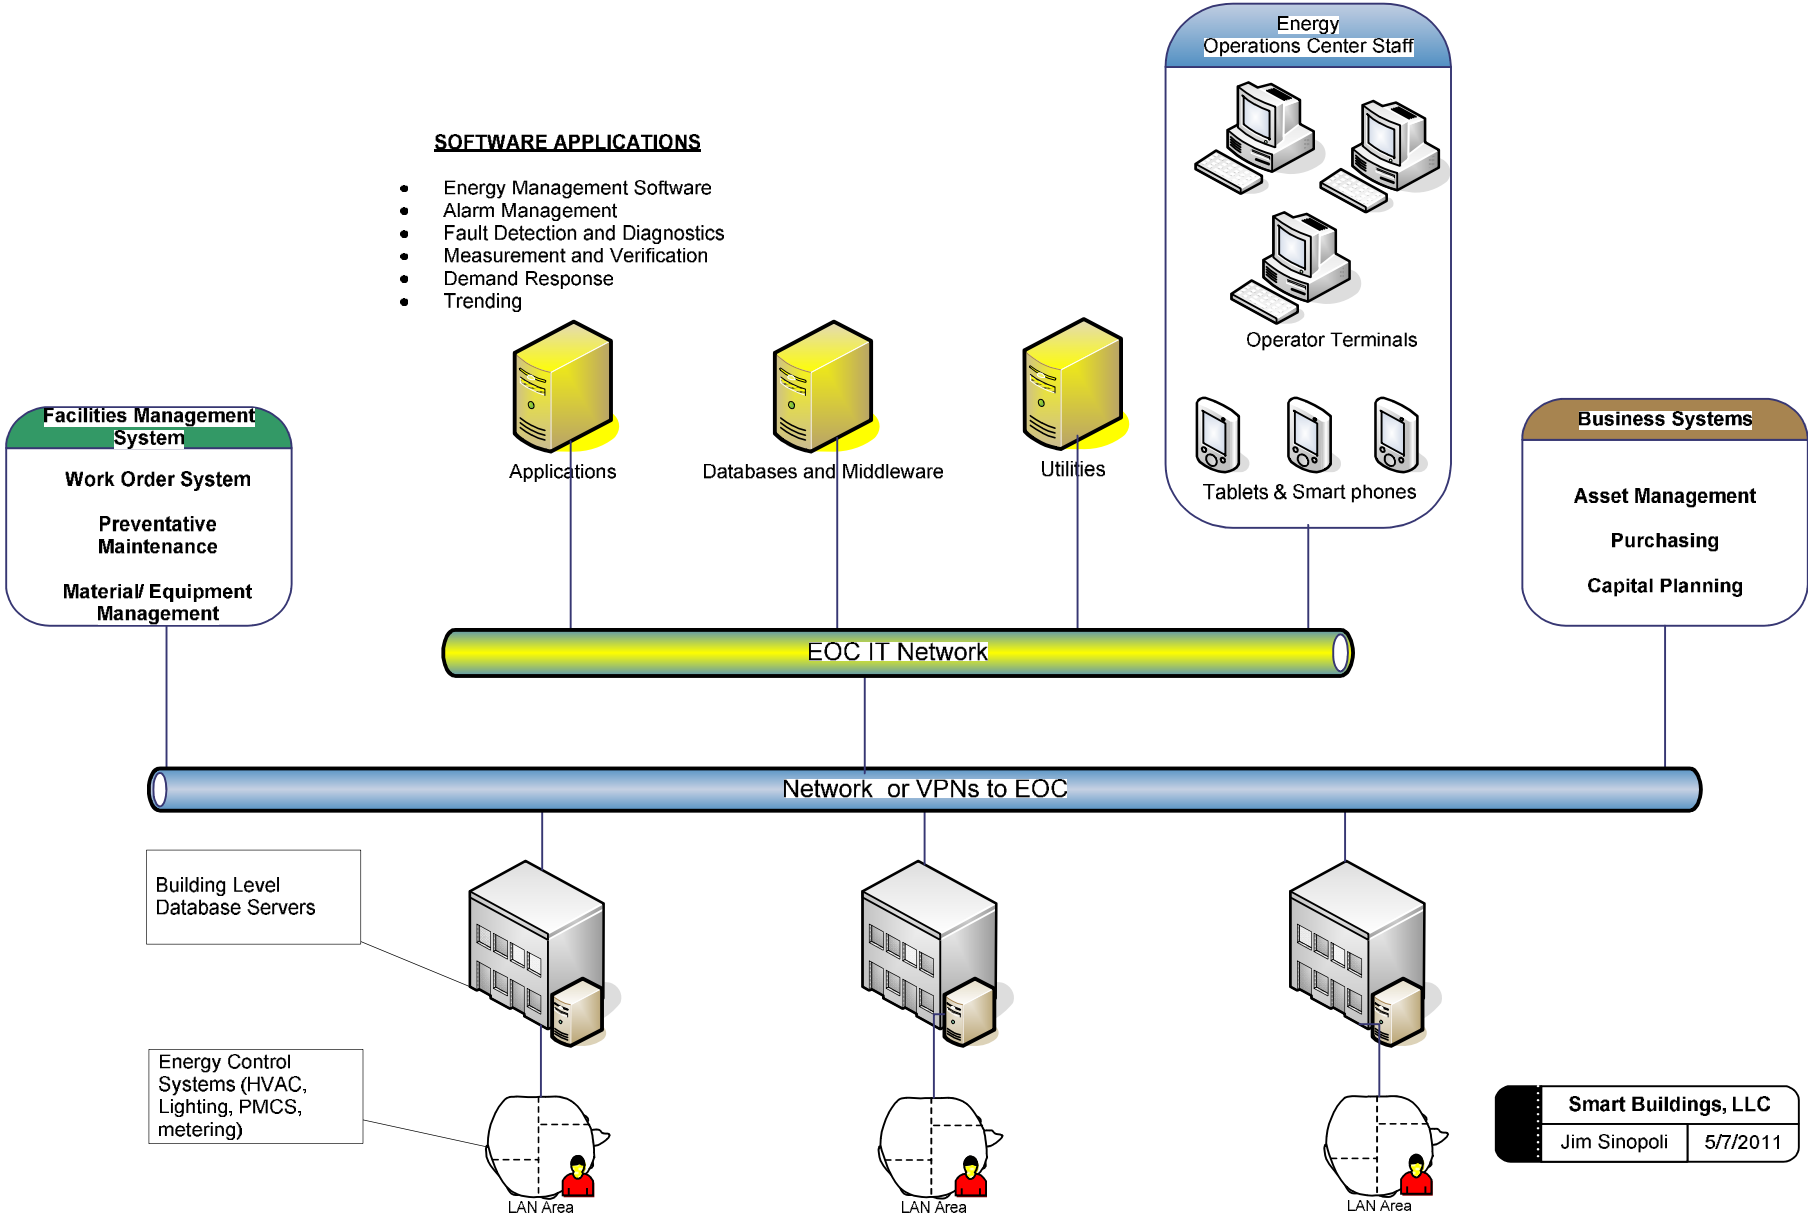 Energy
Operations Center Staff
SOFTWARE APPLICATIONS
• Energy Management Software
• Alarm Management
• Fault Detection and Diagnostics
• Measurement and Verification
• Demand Response
• Trending
Operator Terminals
Tablets & Smart phones
Applications
Databases and Middleware
Utilities
Facilities Management
System
Work Order System
Preventative
Maintenance
Material/ Equipment
Management
Business Systems
Asset Management
Purchasing
Capital Planning
EOC IT Network
Network or VPNs to EOC
Building Level
Database Servers
Energy Control
Systems (HVAC,
Lighting, PMCS,
metering)
LAN Area
LAN Area
LAN Area
Smart Buildings, LLC
Jim Sinopoli
5/7/2011